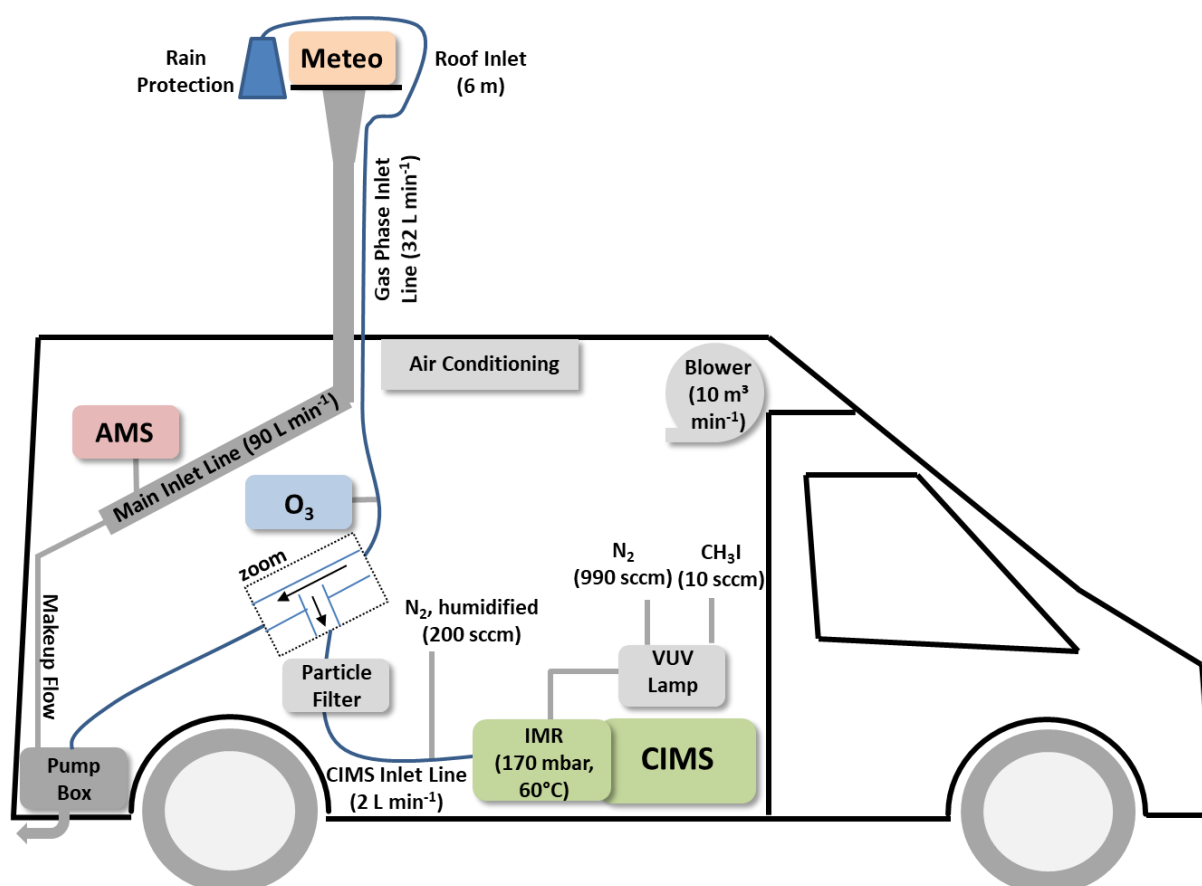 Rain
Protection
Meteo
Roof Inlet
(6 m)
Gas Phase Inlet
Line (32 L min⁻¹)
Air Conditioning
Blower
(10 m³
min⁻¹)
AMS
Main Inlet Line (90 L min⁻¹)
O₃
zoom
N₂
(990 sccm)
CH₃I
(10 sccm)
N₂, humidified
(200 sccm)
Makeup Flow
Particle
Filter
VUV
Lamp
IMR
(170 mbar,
60°C)
CIMS
Pump
Box
CIMS Inlet Line
(2 L min⁻¹)